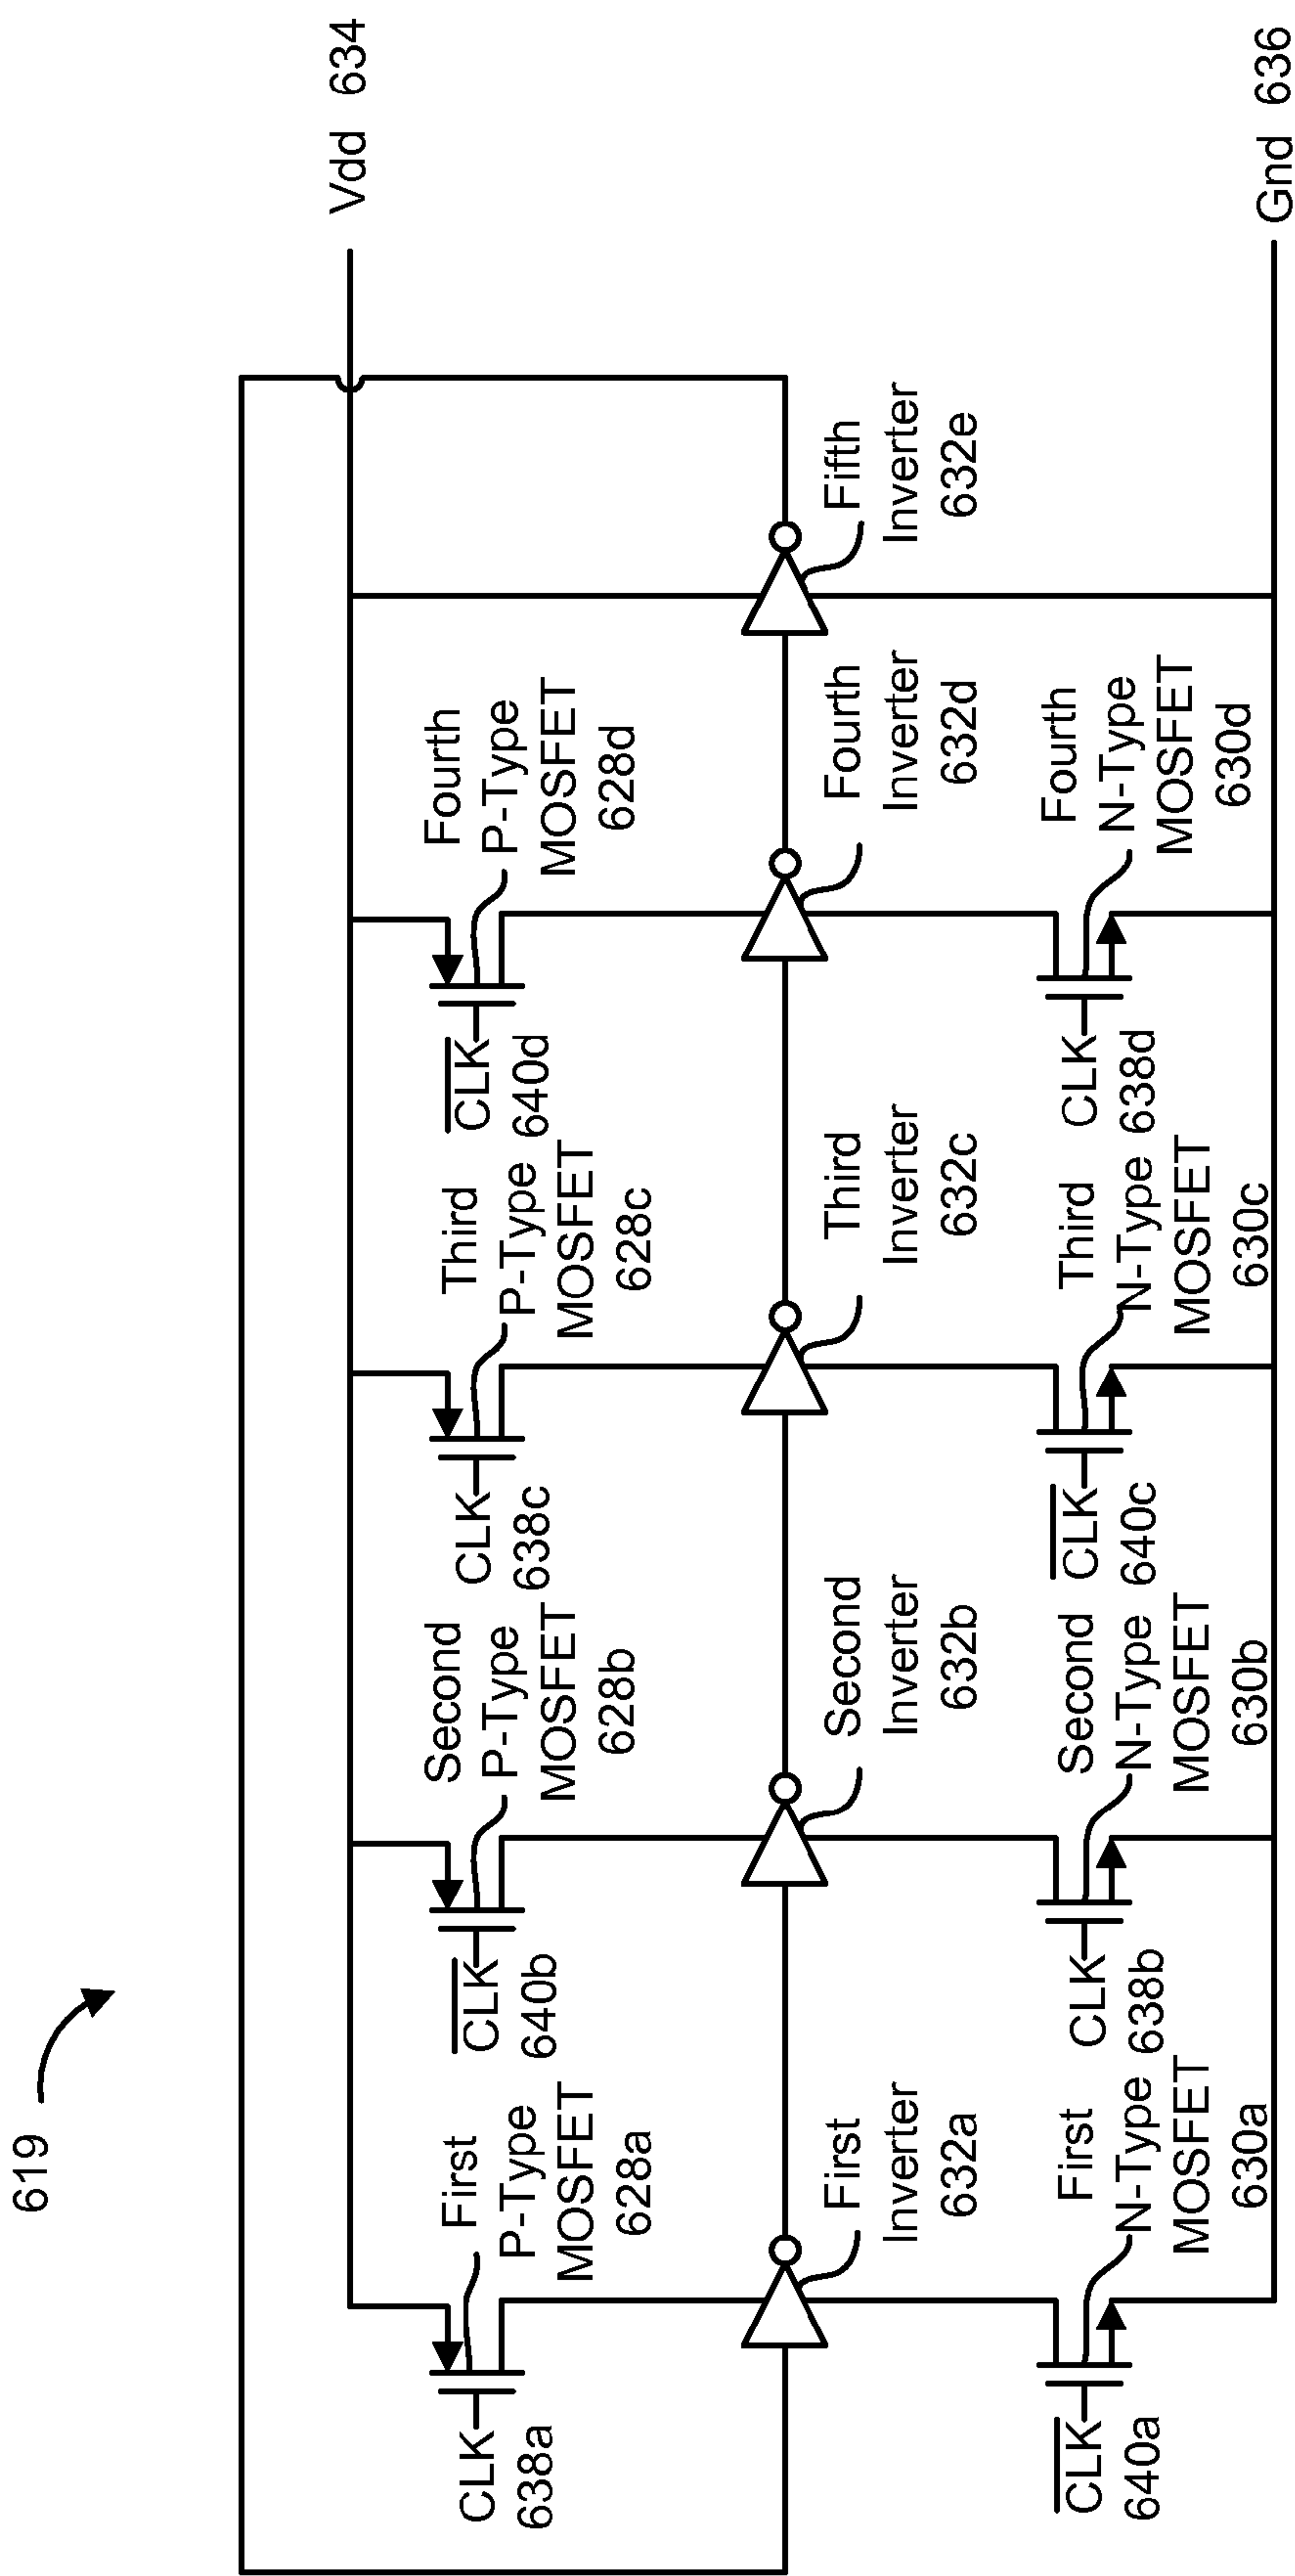 619
Vdd 634
First
P-Type
MOSFET
628a
CLK
638a
Second
P-Type
MOSFET
628b
CLK
640b
Third
P-Type
MOSFET
628c
CLK
638c
Fourth
P-Type
MOSFET
628d
CLK
640d
First
Inverter
632a
Second
Inverter
632b
Third
Inverter
632c
Fourth
Inverter
632d
Fifth
Inverter
632e
First
N-Type
MOSFET
630a
CLK
640a
Second
N-Type
MOSFET
630b
CLK
638b
Third
N-Type
MOSFET
630c
CLK
640c
Fourth
N-Type
MOSFET
630d
CLK
638d
Gnd 636